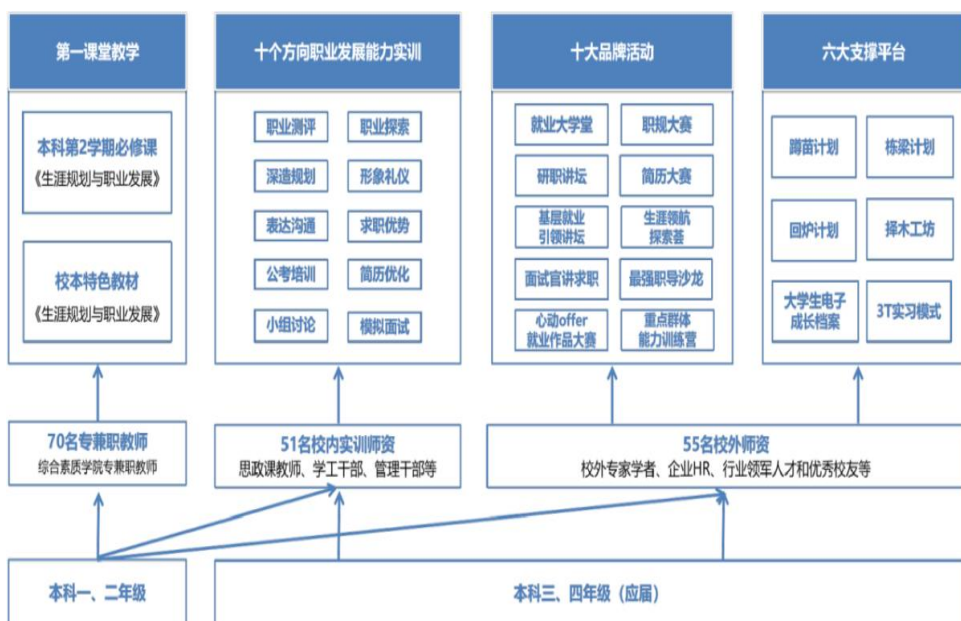 第一课堂教学
十个方向职业发展能力实训
十大品牌活动
六大支撑平台
本科第2学期必修课
《生涯规划与职业发展》
校本特色教材
《生涯规划与职业发展》
职业测评
职业探索
深造规划
形象礼仪
表达沟通
求职优势
公考培训
简历优化
小组讨论
模拟面试
就业大学堂
职规大赛
研职讲坛
简历大赛
基层就业
引领讲坛
生涯领航
探索荟
面试官讲求职
最强职导沙龙
心动offer
就业作品大赛
重点群体
能力训练营
蹲苗计划
栋梁计划
回炉计划
择木工坊
大学生电子
成长档案
3T实习模式
70名专兼职教师
综合素质学院专兼职教师
51名校内实训师资
思政课教师、学工干部、管理干部等
55名校外师资
校外专家学者、企业HR、行业领军人才和优秀校友等
本科一、二年级
本科三、四年级（应届）